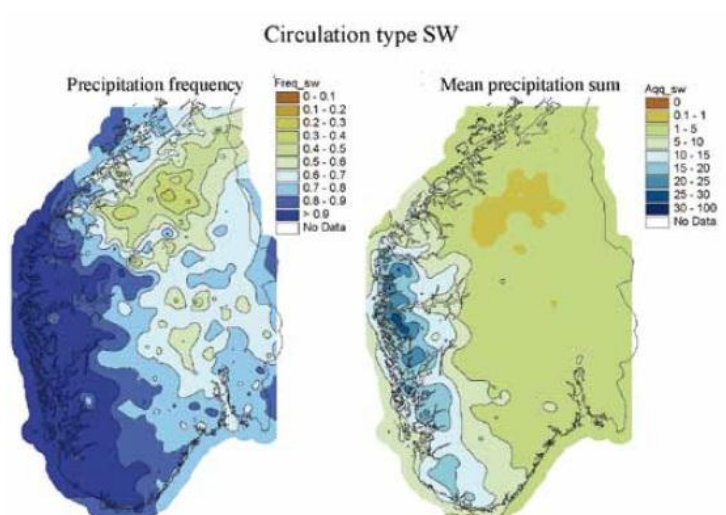 Circulation type SW
Precipitation frequency
Freq_sw
0 - 0.1
0.1 - 0.2
0.2 - 0.3
0.3 - 0.4
0.4 - 0.5
0.5 - 0.6
0.6 - 0.7
0.7 - 0.8
0.8 - 0.9
> 0.9
No Data
Mean precipitation sum
Aqq_sw
0
0.1 - 1
1 - 5
5 - 10
10 - 15
15 - 20
20 - 25
25 - 30
30 - 100
No Data